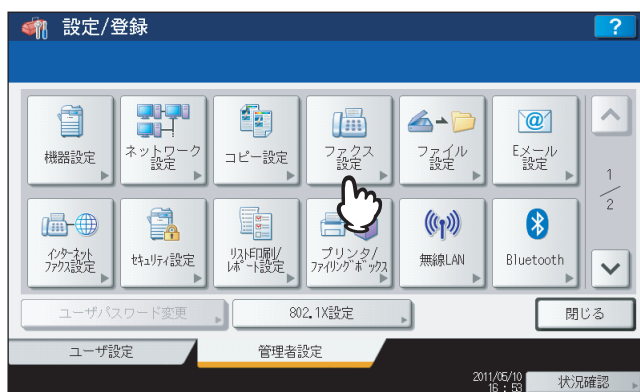 設定/登録
?
機器設定
ネットワーク
設定
コピー設定
ファクス
設定
ファイル
設定
Eメール
設定
1
2
インターネット
ファクス設定
セキュリティ設定
リスト印刷/
レポート設定
プリンタ/
ファイリングボックス
無線LAN
Bluetooth
ユーザパスワード変更
802.1X設定
閉じる
ユーザ設定
管理者設定
2011/05/10
16 : 53
状況確認